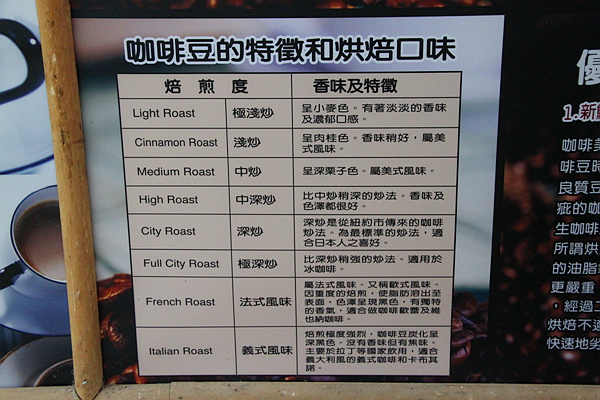 咖啡豆的特徵和烘焙口味
焙煎度 香味及特徵
Light Roast 極淺炒 呈小麥色。有著淡淡的香味
及濃郁口感。
Cinnamon Roast 淺炒 呈肉桂色。香味稍好，屬美
式風味。
Medium Roast 中炒 呈深栗子色。屬美式風味。
High Roast 中深炒 比中炒稍深的炒法。香味及
色澤都很好。
City Roast 深炒 深炒是從紐約市傳來的咖啡
炒法。為最標準的炒法，適
合日本人之喜好。
Full City Roast 極深炒 比深炒稍強的炒法。適用於
冰咖啡。
French Roast 法式風味 屬法式風味。又稱歐式風味。
因重度的焙煎，使脂肪溶出至
表面，色澤呈現黑色，有獨特
的香氣，適合做咖啡歐蕾及維
也納咖啡。
Italian Roast 義式風味 焙煎極度強烈，咖啡豆炭化呈
深黑色。沒有香味但有焦味。
主要於拉丁等國家飲用，適合
義大利風的義式咖啡和卡布其
諾。
優
1.新
咖啡
啡豆
良質豆
疵的咖
生咖啡
所謂烘
的油脂
更嚴重
，經過
烘焙不
快速地